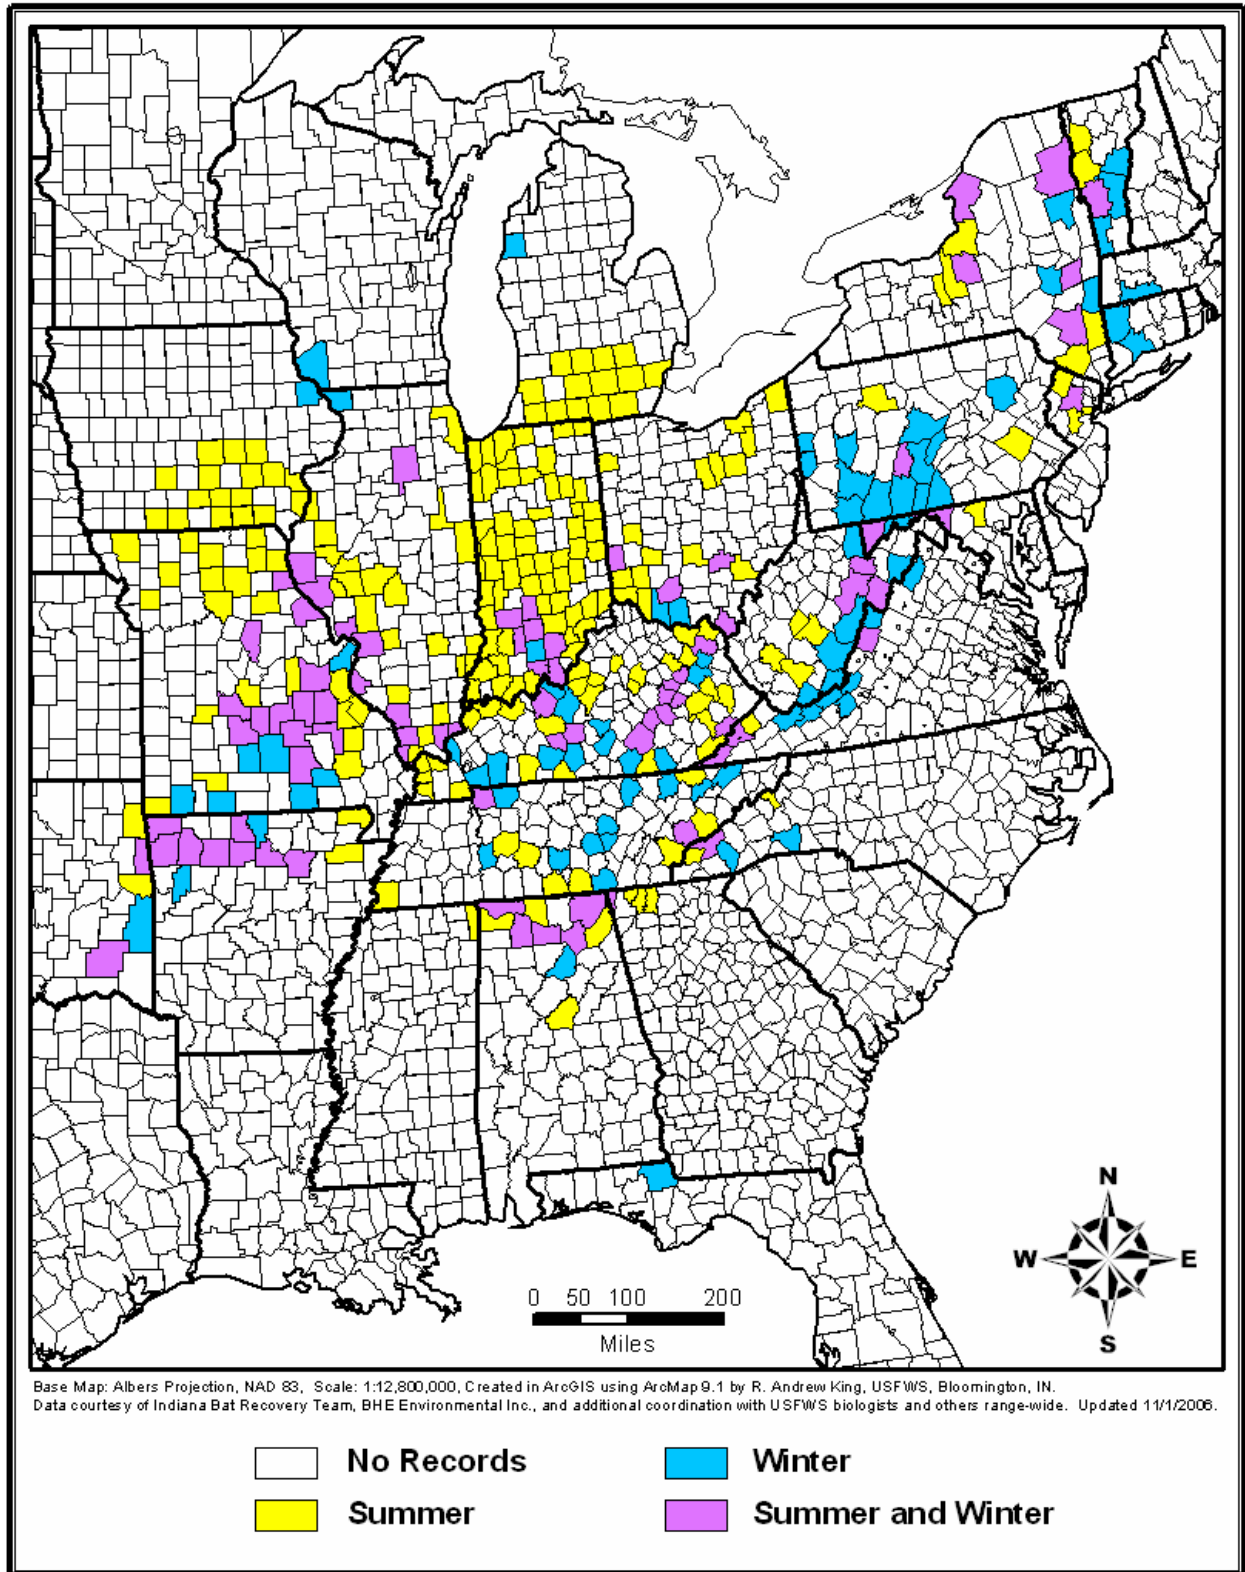 N
W E
S
0 50 100 200
Miles
Base Map: Albers Projection, NAD 83, Scale: 1:12,800,000, Created in ArcGIS using ArcMap 9.1 by R. Andrew King, USFWS, Bloomington, IN.
Data courtesy of Indiana Bat Recovery Team, BHE Environmental Inc., and additional coordination with USFWS biologists and others range-wide. Updated 11/1/2006.
No Records
Winter
Summer
Summer and Winter